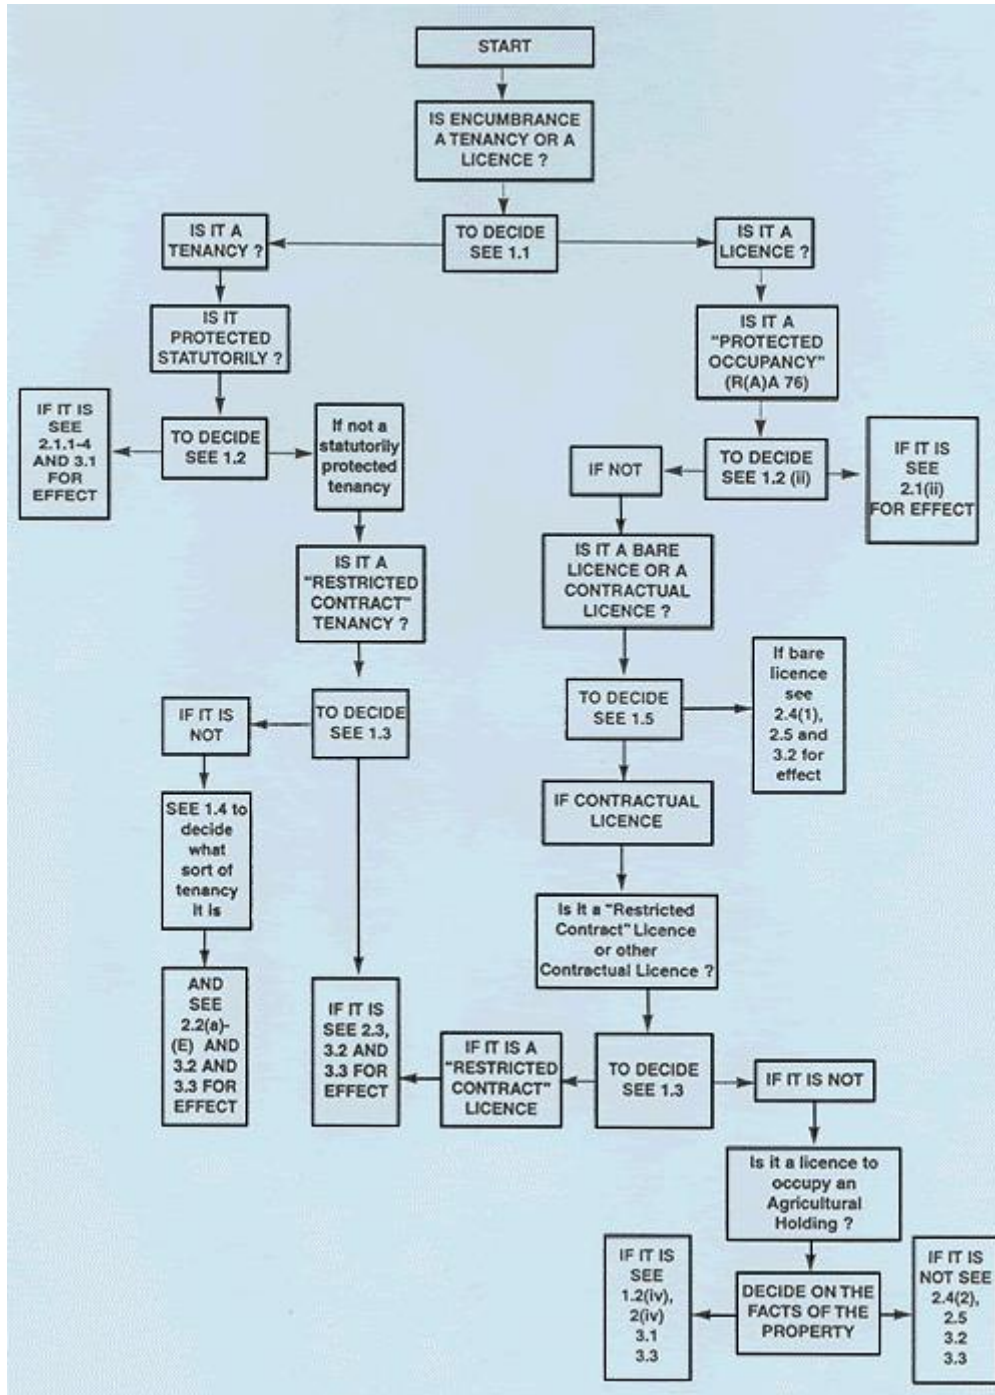 START
IS ENCUMBRANCE
A TENANCY OR A
LICENCE ?
TO DECIDE
SEE 1.1
IS IT A
TENANCY ?
IS IT A
LICENCE ?
IS IT
PROTECTED
STATUTORILY ?
IS IT A
"PROTECTED
OCCUPANCY"
(R(A)A 76)
IF IT IS
SEE
2.1.1-4
AND 3.1
FOR
EFFECT
TO DECIDE
SEE 1.2
If not a
statutorily
protected
tenancy
IF NOT
TO DECIDE
SEE 1.2 (ii)
IF IT IS
SEE
2.1(ii)
FOR EFFECT
IS IT A
"RESTRICTED
CONTRACT"
TENANCY ?
IS IT A BARE
LICENCE OR A
CONTRACTUAL
LICENCE ?
IF IT IS
NOT
TO DECIDE
SEE 1.3
TO DECIDE
SEE 1.5
If bare
licence
see
2.4(1),
2.5 and
3.2 for
effect
SEE 1.4 to
decide
what
sort of
tenancy
it is
IF CONTRACTUAL
LICENCE
Is it a "Restricted
Contract" Licence
or other
Contractual Licence ?
AND
SEE
2.2(a)-
(E) AND
3.2 AND
3.3 FOR
EFFECT
IF IT IS
SEE 2.3,
3.2 AND
3.3 FOR
EFFECT
IF IT IS A
"RESTRICTED
CONTRACT"
LICENCE
TO DECIDE
SEE 1.3
IF IT IS NOT
Is it a licence to
occupy an
Agricultural
Holding ?
IF IT IS
SEE
1.2(iv),
2(iv)
3.1
3.3
DECIDE ON THE
FACTS OF THE
PROPERTY
IF IT IS
NOT SEE
2.4(2),
2.5
3.2
3.3